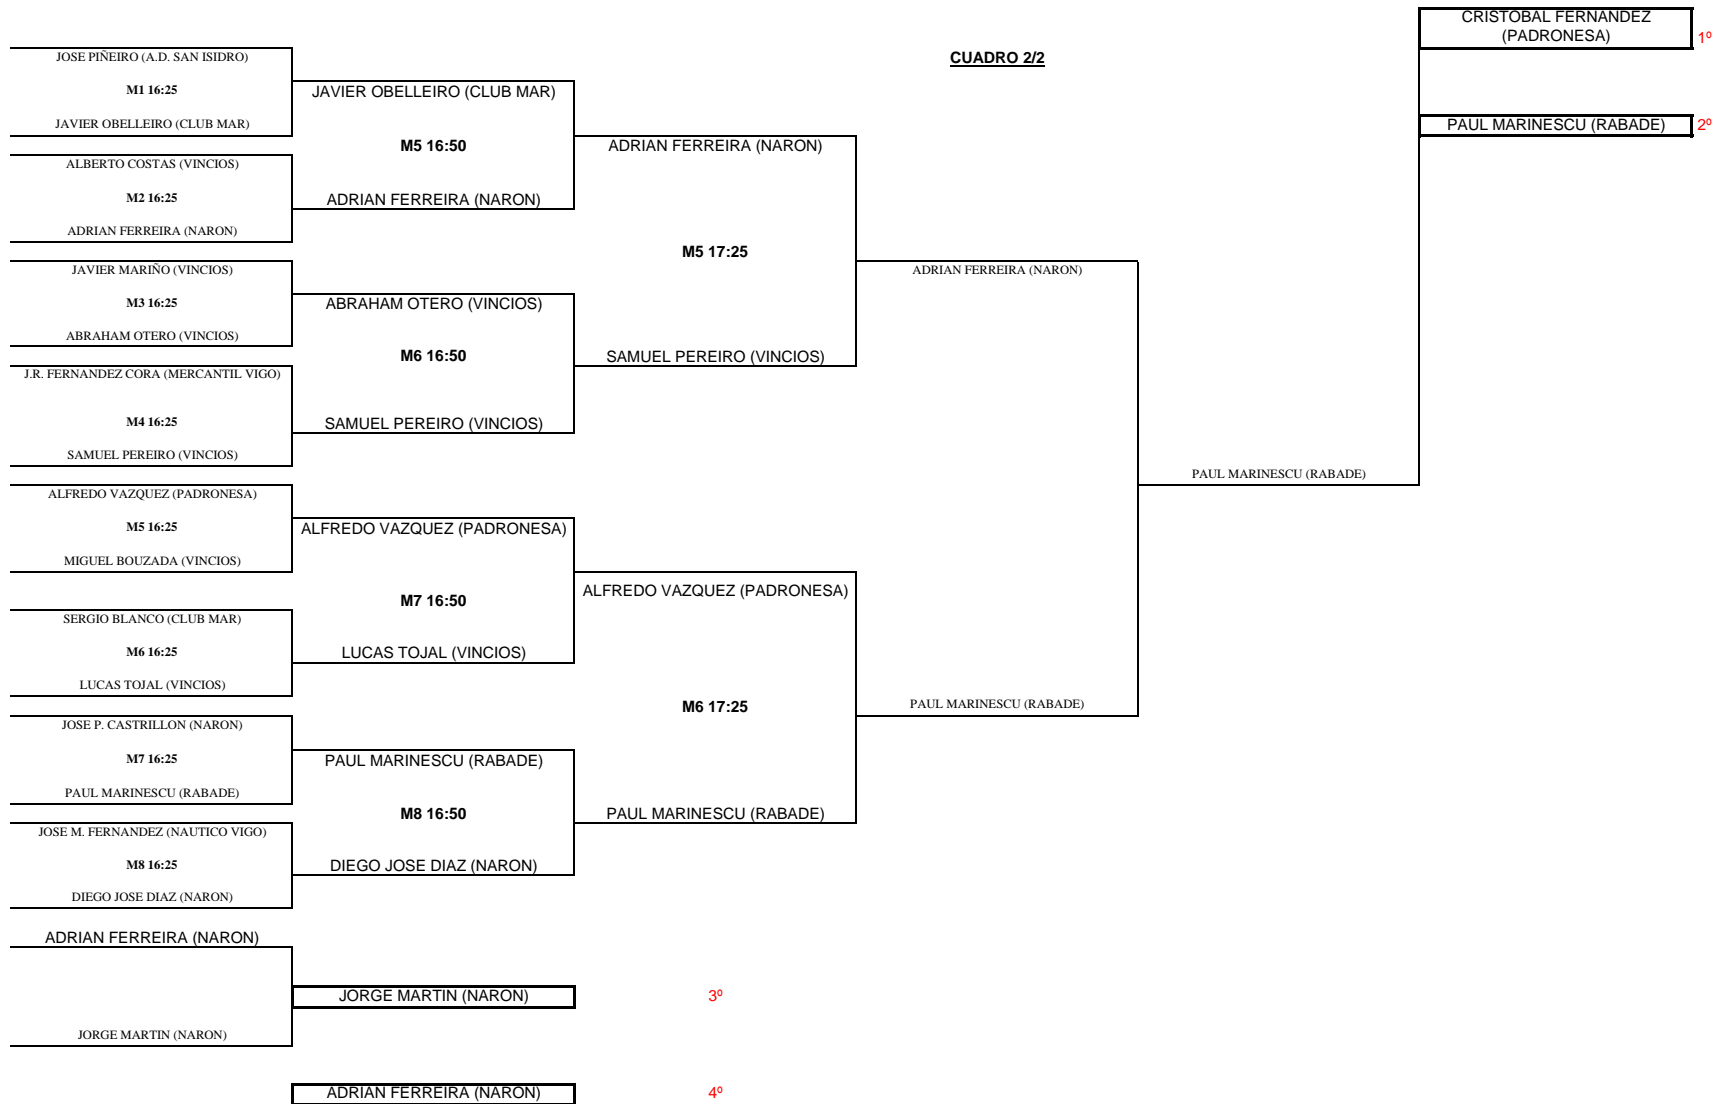 CRISTOBAL FERNANDEZ
(PADRONESA)
1º
JOSE PIÑEIRO (A.D. SAN ISIDRO)
CUADRO 2/2
M1 16:25
JAVIER OBELLEIRO (CLUB MAR)
JAVIER OBELLEIRO (CLUB MAR)
PAUL MARINESCU (RABADE)
2º
M5 16:50
ADRIAN FERREIRA (NARON)
ALBERTO COSTAS (VINCIOS)
M2 16:25
ADRIAN FERREIRA (NARON)
ADRIAN FERREIRA (NARON)
M5 17:25
JAVIER MARIÑO (VINCIOS)
ADRIAN FERREIRA (NARON)
M3 16:25
ABRAHAM OTERO (VINCIOS)
ABRAHAM OTERO (VINCIOS)
M6 16:50
SAMUEL PEREIRO (VINCIOS)
J.R. FERNANDEZ CORA (MERCANTIL VIGO)
M4 16:25
SAMUEL PEREIRO (VINCIOS)
SAMUEL PEREIRO (VINCIOS)
PAUL MARINESCU (RABADE)
ALFREDO VAZQUEZ (PADRONESA)
M5 16:25
ALFREDO VAZQUEZ (PADRONESA)
MIGUEL BOUZADA (VINCIOS)
ALFREDO VAZQUEZ (PADRONESA)
M7 16:50
SERGIO BLANCO (CLUB MAR)
M6 16:25
LUCAS TOJAL (VINCIOS)
LUCAS TOJAL (VINCIOS)
M6 17:25
PAUL MARINESCU (RABADE)
JOSE P. CASTRILLON (NARON)
M7 16:25
PAUL MARINESCU (RABADE)
PAUL MARINESCU (RABADE)
M8 16:50
PAUL MARINESCU (RABADE)
JOSE M. FERNANDEZ (NAUTICO VIGO)
M8 16:25
DIEGO JOSE DIAZ (NARON)
DIEGO JOSE DIAZ (NARON)
ADRIAN FERREIRA (NARON)
JORGE MARTIN (NARON)
3º
JORGE MARTIN (NARON)
ADRIAN FERREIRA (NARON)
4º